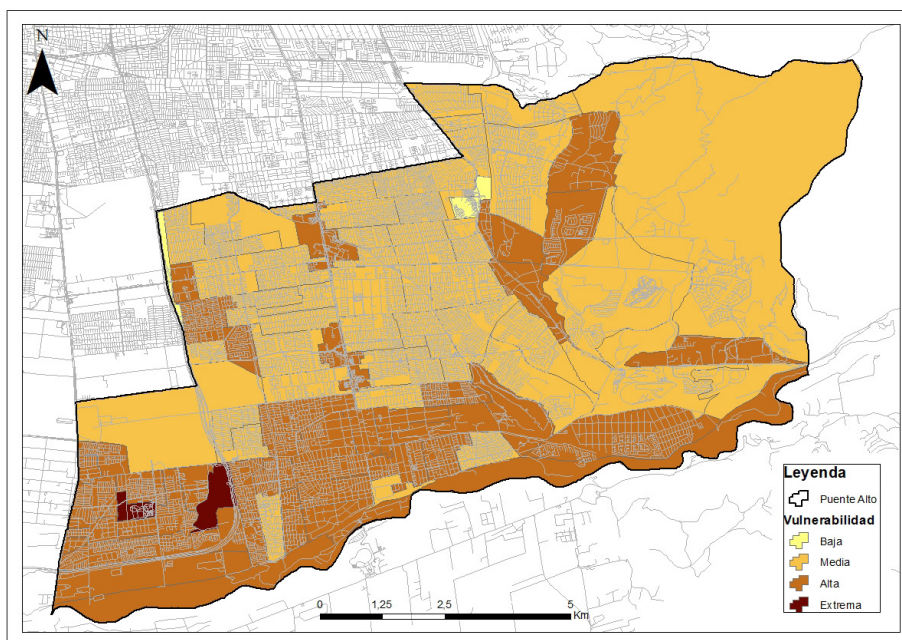 N
Leyenda
Puente Alto
Vulnerabilidad
Baja
Media
Alta
Extrema
0 1,25 2,5 5
Km